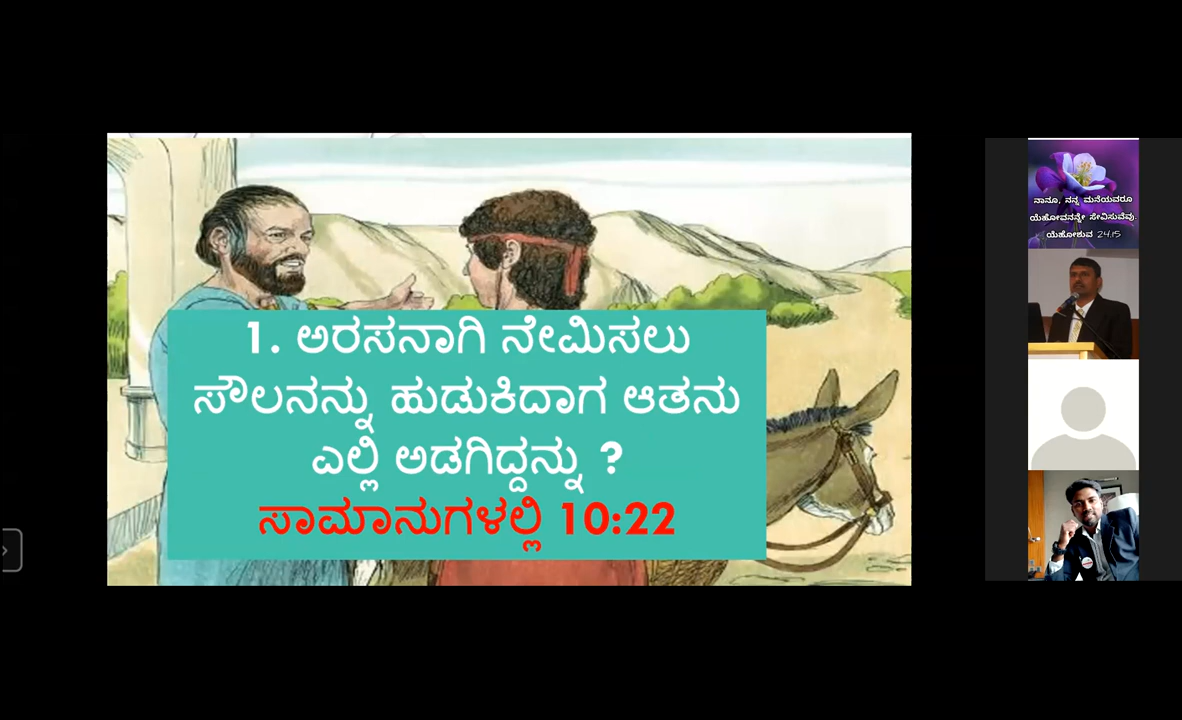 1. ಅರಸನಾಗಿ ನೇಮಿಸಲು
ಸೌಲನನ್ನು ಹುಡುಕಿದಾಗ ಆತನು
ಎಲ್ಲಿ ಅಡಗಿದ್ದನ್ನು ?
ಸಾಮಾನುಗಳಲ್ಲಿ 10:22
ನಾನೂ, ನನ್ನ ಮನೆಯವರೂ
ಯೆಹೋವನನ್ನೇ ಸೇವಿಸುವೆವು.
ಯೆಹೋಶುವ 24:15